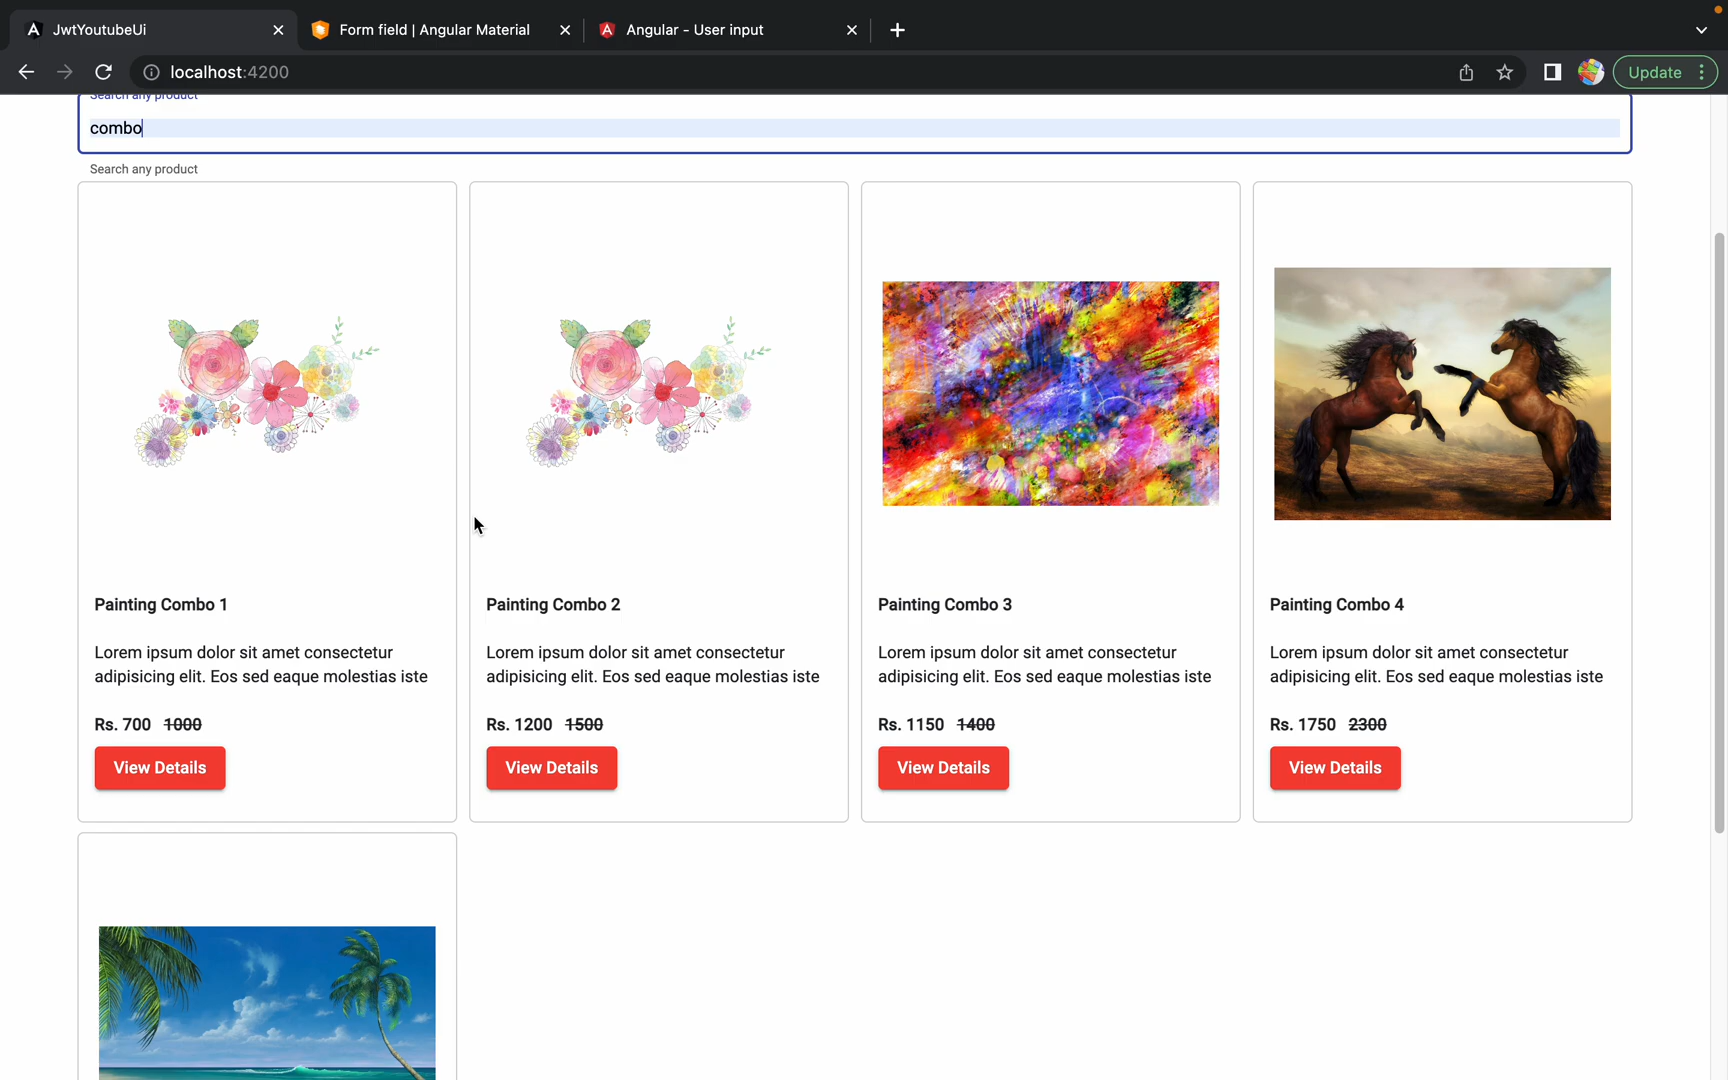 JwtYoutubeUi
Form field | Angular Material
Angular - User input
localhost:4200
Update
Search any product
combo
Search any product
Painting Combo 1
Lorem ipsum dolor sit amet consectetur
adipisicing elit. Eos sed eaque molestias iste
Rs. 700 1000
View Details
Painting Combo 2
Lorem ipsum dolor sit amet consectetur
adipisicing elit. Eos sed eaque molestias iste
Rs. 1200 1500
View Details
Painting Combo 3
Lorem ipsum dolor sit amet consectetur
adipisicing elit. Eos sed eaque molestias iste
Rs. 1150 1400
View Details
Painting Combo 4
Lorem ipsum dolor sit amet consectetur
adipisicing elit. Eos sed eaque molestias iste
Rs. 1750 2300
View Details